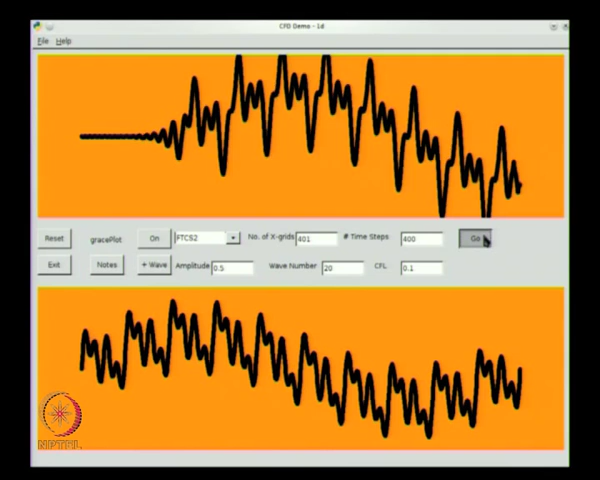 CFD Demo - 1d
File Help
Reset gracePlot On FTCS2 No. of X-grids 401 # Time Steps 400 Go
Exit Notes + Wave Amplitude 0.5 Wave Number 20 CFL 0.1
NPTEL